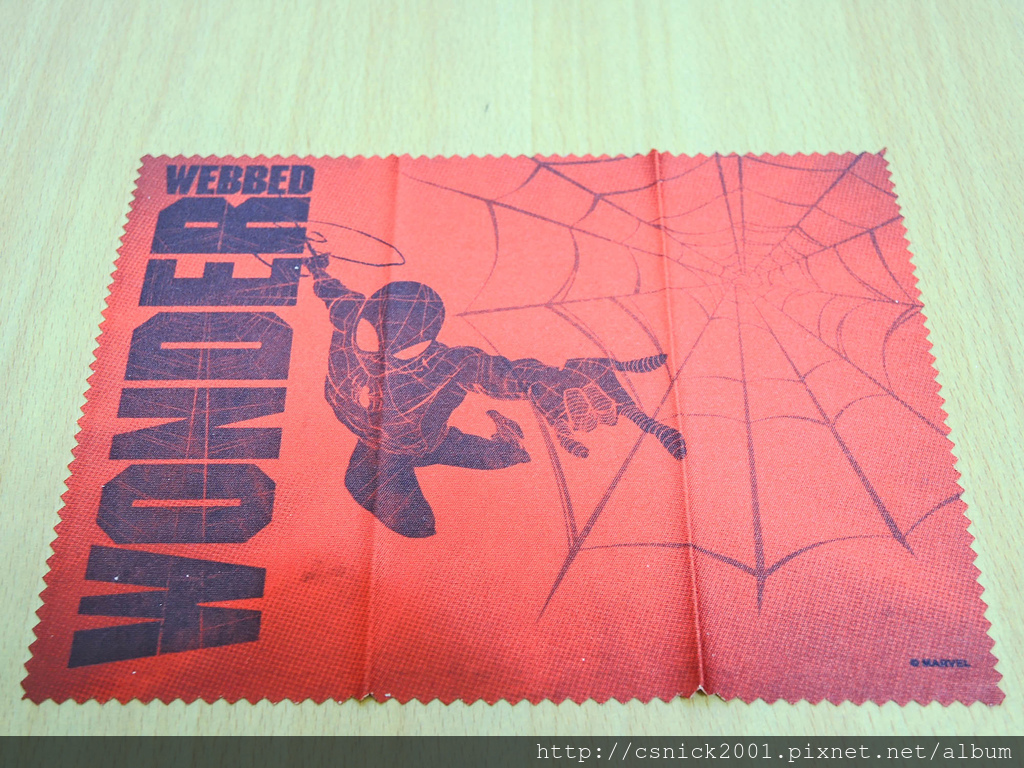 WEBBED
WONDER
© MARVEL
http://csnick2001.pixnet.net/album